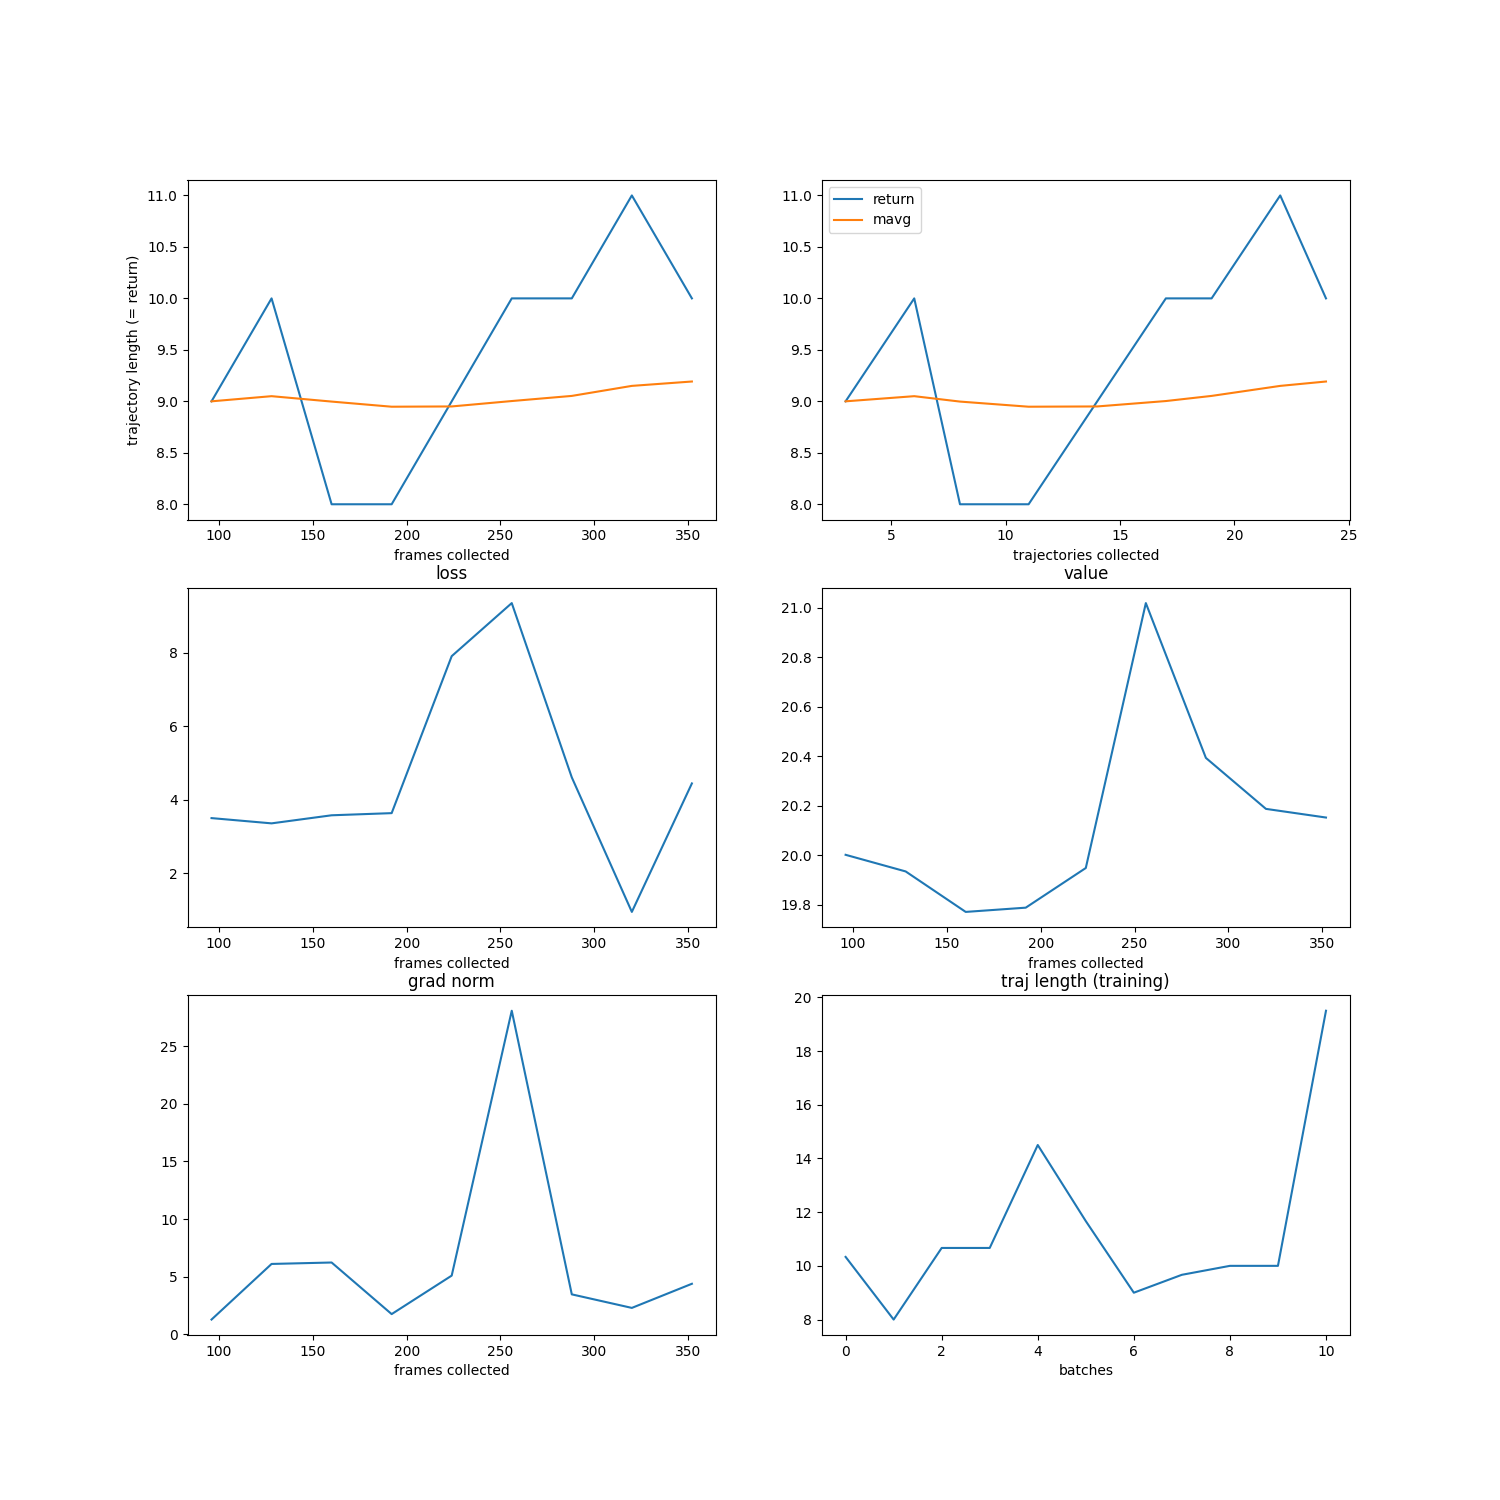 11.0
10.5
10.0
9.5
9.0
8.5
8.0
trajectory length (= return)
100 150 200 250 300 350
frames collected
return
mavg
11.0
10.5
10.0
9.5
9.0
8.5
8.0
5 10 15 20 25
trajectories collected
loss
8
6
4
2
100 150 200 250 300 350
frames collected
value
21.0
20.8
20.6
20.4
20.2
20.0
19.8
100 150 200 250 300 350
frames collected
grad norm
25
20
15
10
5
0
100 150 200 250 300 350
frames collected
traj length (training)
20
18
16
14
12
10
8
0 2 4 6 8 10
batches